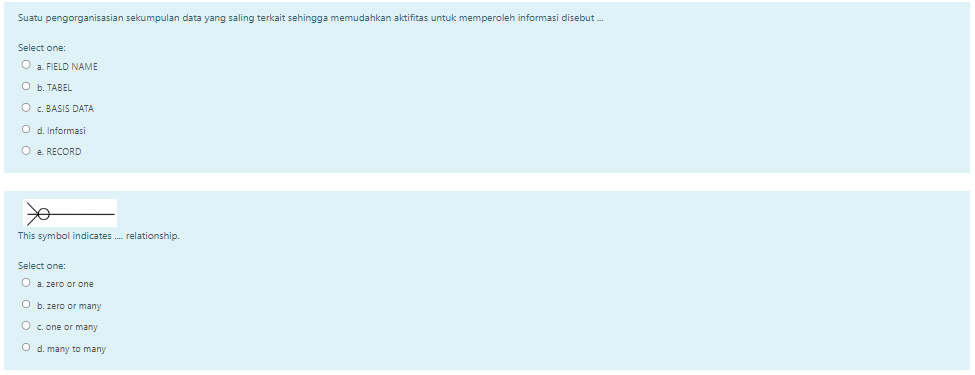 Suatu pengorganisasian sekumpulan data yang saling terkait sehingga memudahkan aktifitas untuk memperoleh informasi disebut ...
Select one:
a. FIELD NAME
b. TABEL
c. BASIS DATA
d. Informasi
e. RECORD
This symbol indicates .... relationship.
Select one:
a. zero or one
b. zero or many
c. one or many
d. many to many